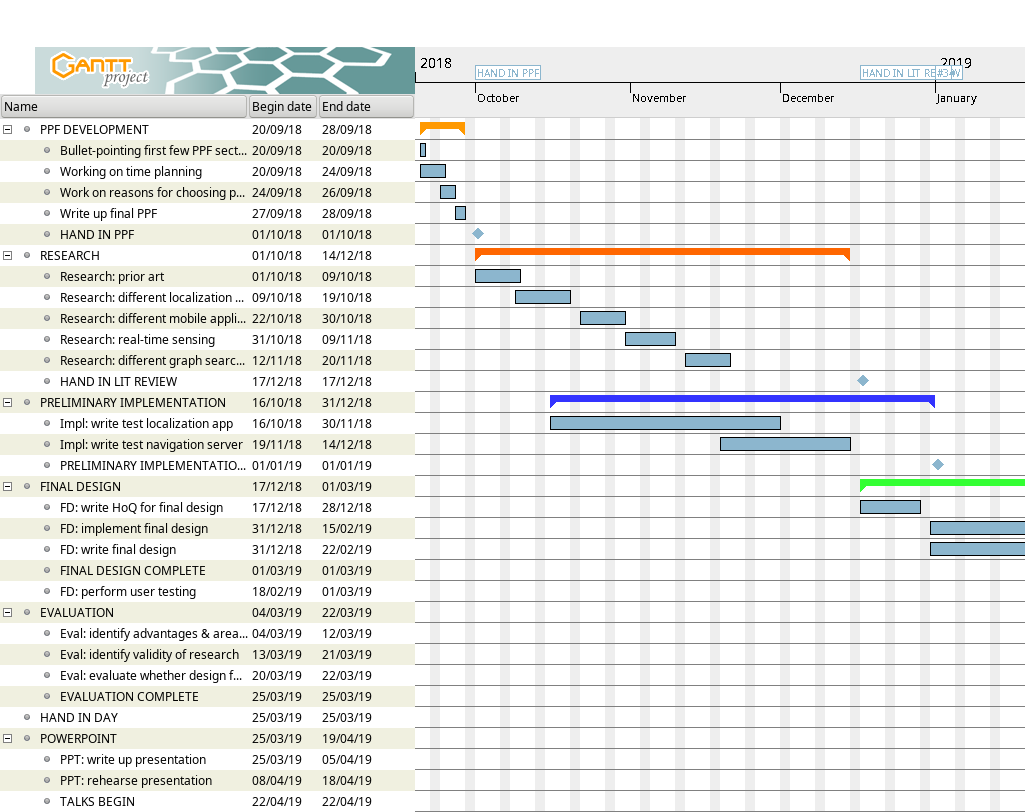 GANTT
project
2018
2019
HAND IN PPF
HAND IN LIT RE
October
November
December
January
Name Begin date End date
PPF DEVELOPMENT 20/09/18 28/09/18
Bullet-pointing first few PPF sect... 20/09/18 20/09/18
Working on time planning 20/09/18 24/09/18
Work on reasons for choosing p... 24/09/18 26/09/18
Write up final PPF 27/09/18 28/09/18
HAND IN PPF 01/10/18 01/10/18
RESEARCH 01/10/18 14/12/18
Research: prior art 01/10/18 09/10/18
Research: different localization ... 09/10/18 19/10/18
Research: different mobile appli... 22/10/18 30/10/18
Research: real-time sensing 31/10/18 09/11/18
Research: different graph searc... 12/11/18 20/11/18
HAND IN LIT REVIEW 17/12/18 17/12/18
PRELIMINARY IMPLEMENTATION 16/10/18 31/12/18
Impl: write test localization app 16/10/18 30/11/18
Impl: write test navigation server 19/11/18 14/12/18
PRELIMINARY IMPLEMENTATIO... 01/01/19 01/01/19
FINAL DESIGN 17/12/18 01/03/19
FD: write HoQ for final design 17/12/18 28/12/18
FD: implement final design 31/12/18 15/02/19
FD: write final design 31/12/18 22/02/19
FINAL DESIGN COMPLETE 01/03/19 01/03/19
FD: perform user testing 18/02/19 01/03/19
EVALUATION 04/03/19 22/03/19
Eval: identify advantages & area... 04/03/19 12/03/19
Eval: identify validity of research 13/03/19 21/03/19
Eval: evaluate whether design f... 20/03/19 22/03/19
EVALUATION COMPLETE 25/03/19 25/03/19
HAND IN DAY 25/03/19 25/03/19
POWERPOINT 25/03/19 19/04/19
PPT: write up presentation 25/03/19 05/04/19
PPT: rehearse presentation 08/04/19 18/04/19
TALKS BEGIN 22/04/19 22/04/19